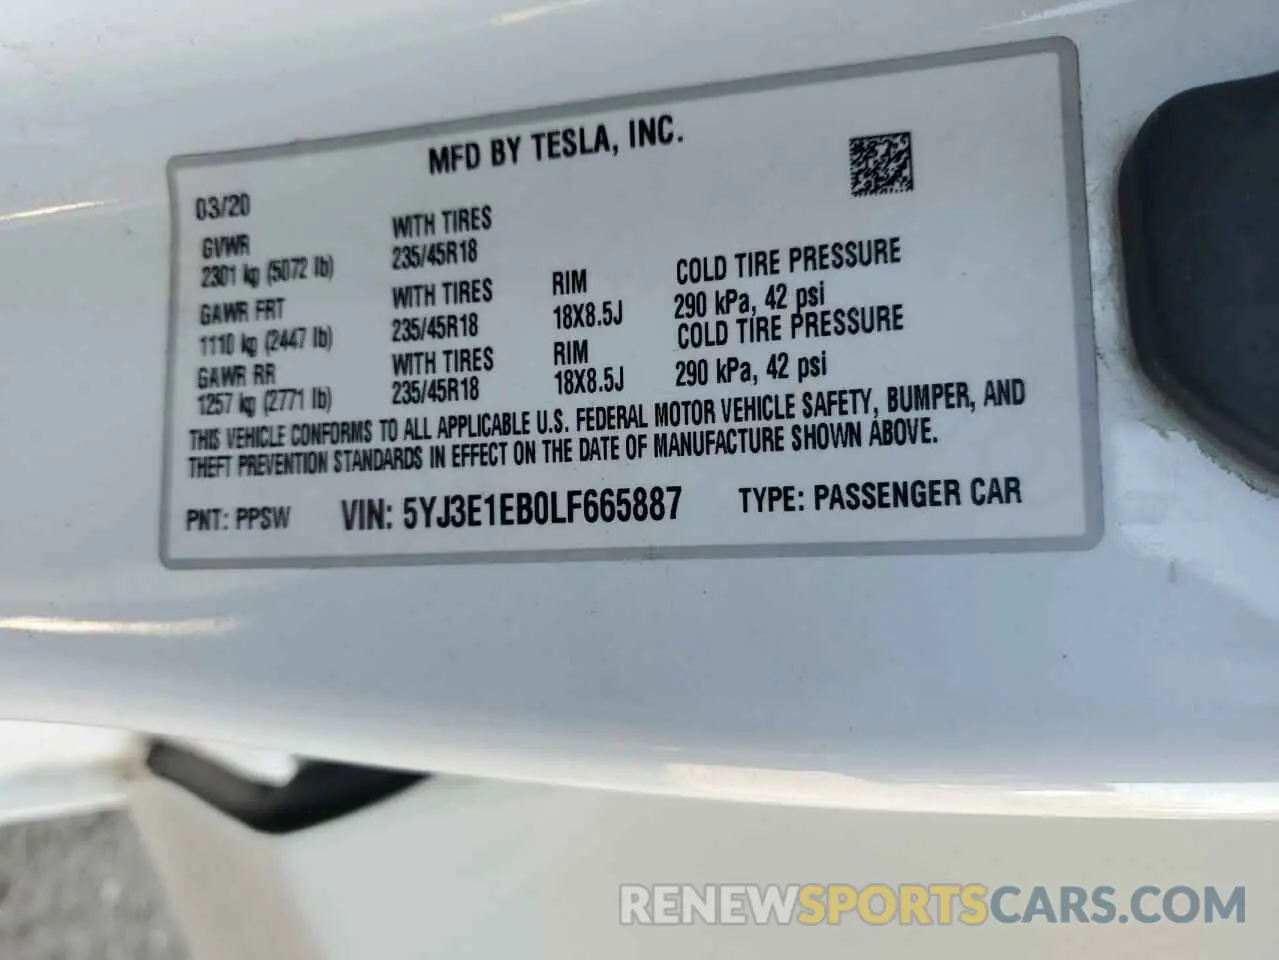 MFD BY TESLA, INC.
03/20
GVWR
2301 kg (5072 lb)
WITH TIRES
235/45R18
GAWR FRT
1110 kg (2447 lb)
WITH TIRES
235/45R18
RIM
18X8.5J
COLD TIRE PRESSURE
290 kPa, 42 psi
GAWR RR
1257 kg (2771 lb)
WITH TIRES
235/45R18
RIM
18X8.5J
COLD TIRE PRESSURE
290 kPa, 42 psi
THIS VEHICLE CONFORMS TO ALL APPLICABLE U.S. FEDERAL MOTOR VEHICLE SAFETY, BUMPER, AND
THEFT PREVENTION STANDARDS IN EFFECT ON THE DATE OF MANUFACTURE SHOWN ABOVE.
PNT: PPSW VIN: 5YJ3E1EB0LF665887 TYPE: PASSENGER CAR
RENEWSPORTSCARS.COM